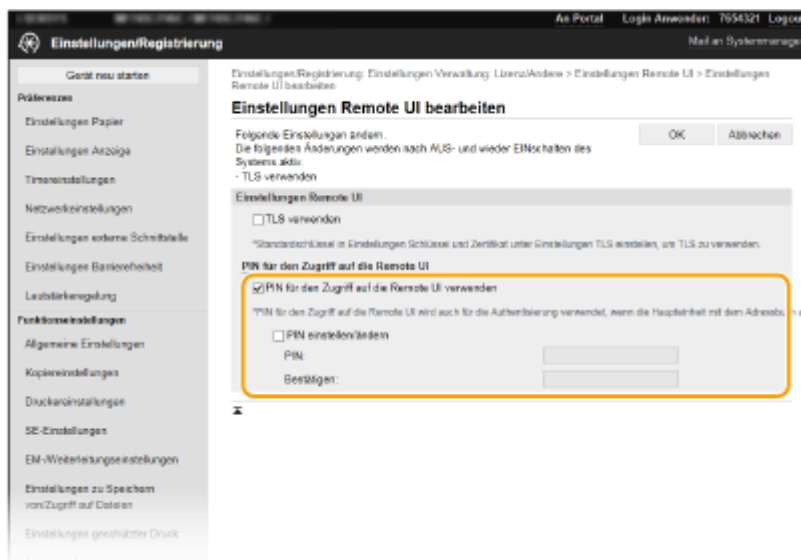 An Portal Login Anwender: 7654321 Logou
Einstellungen/Registrierung
Mail an Systemmanage
Gerät neu starten
Präferenzen
Einstellungen Papier
Einstellungen Anzeige
Timereinstellungen
Netzwerkeinstellungen
Einstellungen externe Schnittstelle
Einstellungen Barrierefreiheit
Lautstärkeregelung
Funktionseinstellungen
Allgemeine Einstellungen
Kopiereinstellungen
Druckereinstellungen
SE-Einstellungen
EM-/Weiterleitungseinstellungen
Einstellungen zu Speichern
von/Zugriff auf Dateien
Einstellungen geschützter Druck
Einstellungen/Registrierung: Einstellungen Verwaltung: Lizenz/Andere > Einstellungen Remote UI > Einstellungen
Remote UI bearbeiten
Einstellungen Remote UI bearbeiten
Folgende Einstellungen ändern.
Die folgenden Änderungen werden nach AUS- und wieder EINschalten des
Systems aktiv.
- TLS verwenden
OK Abbrechen
Einstellungen Remote UI
TLS verwenden
*Standardschlüssel in Einstellungen Schlüssel und Zertifikat unter Einstellungen TLS einstellen, um TLS zu verwenden.
PIN für den Zugriff auf die Remote UI
PIN für den Zugriff auf die Remote UI verwenden
*PIN für den Zugriff auf die Remote UI wird auch für die Authentisierung verwendet, wenn die Haupteinheit mit dem
PIN einstellen/ändern
PIN:
Bestätigen: